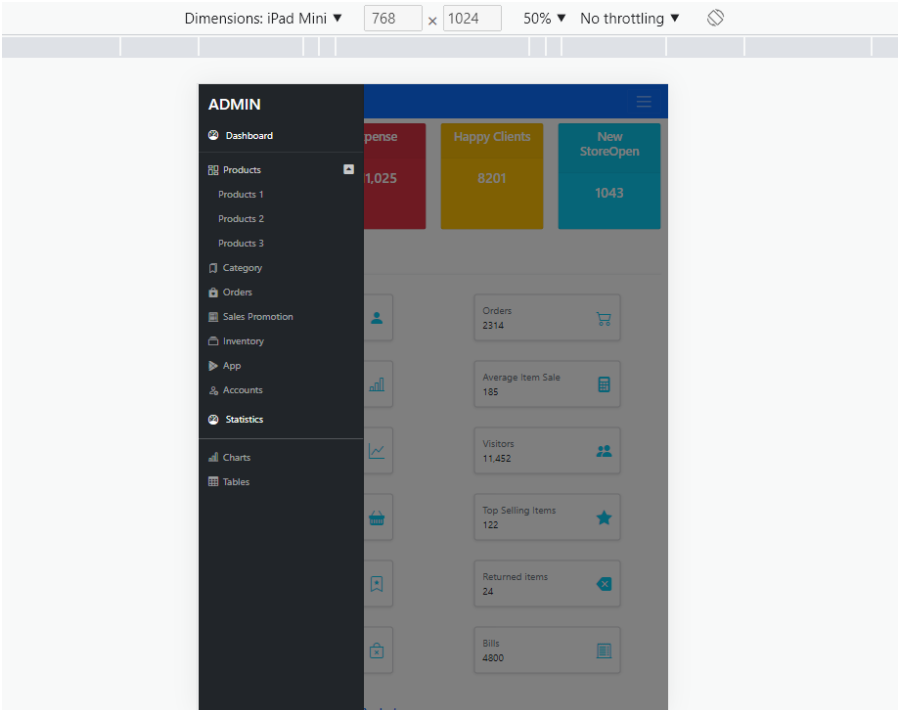 Dimensions: iPad Mini ▼ 768 × 1024 50% ▼ No throttling ▼
ADMIN
Dashboard
Products
Products 1
Products 2
Products 3
Category
Orders
Sales Promotion
Inventory
App
Accounts
Statistics
Charts
Tables
pense
1,025
Happy Clients
8201
New
StoreOpen
1043
Orders
2314
Average Item Sale
185
Visitors
11,452
Top Selling Items
122
Returned items
24
Bills
4800